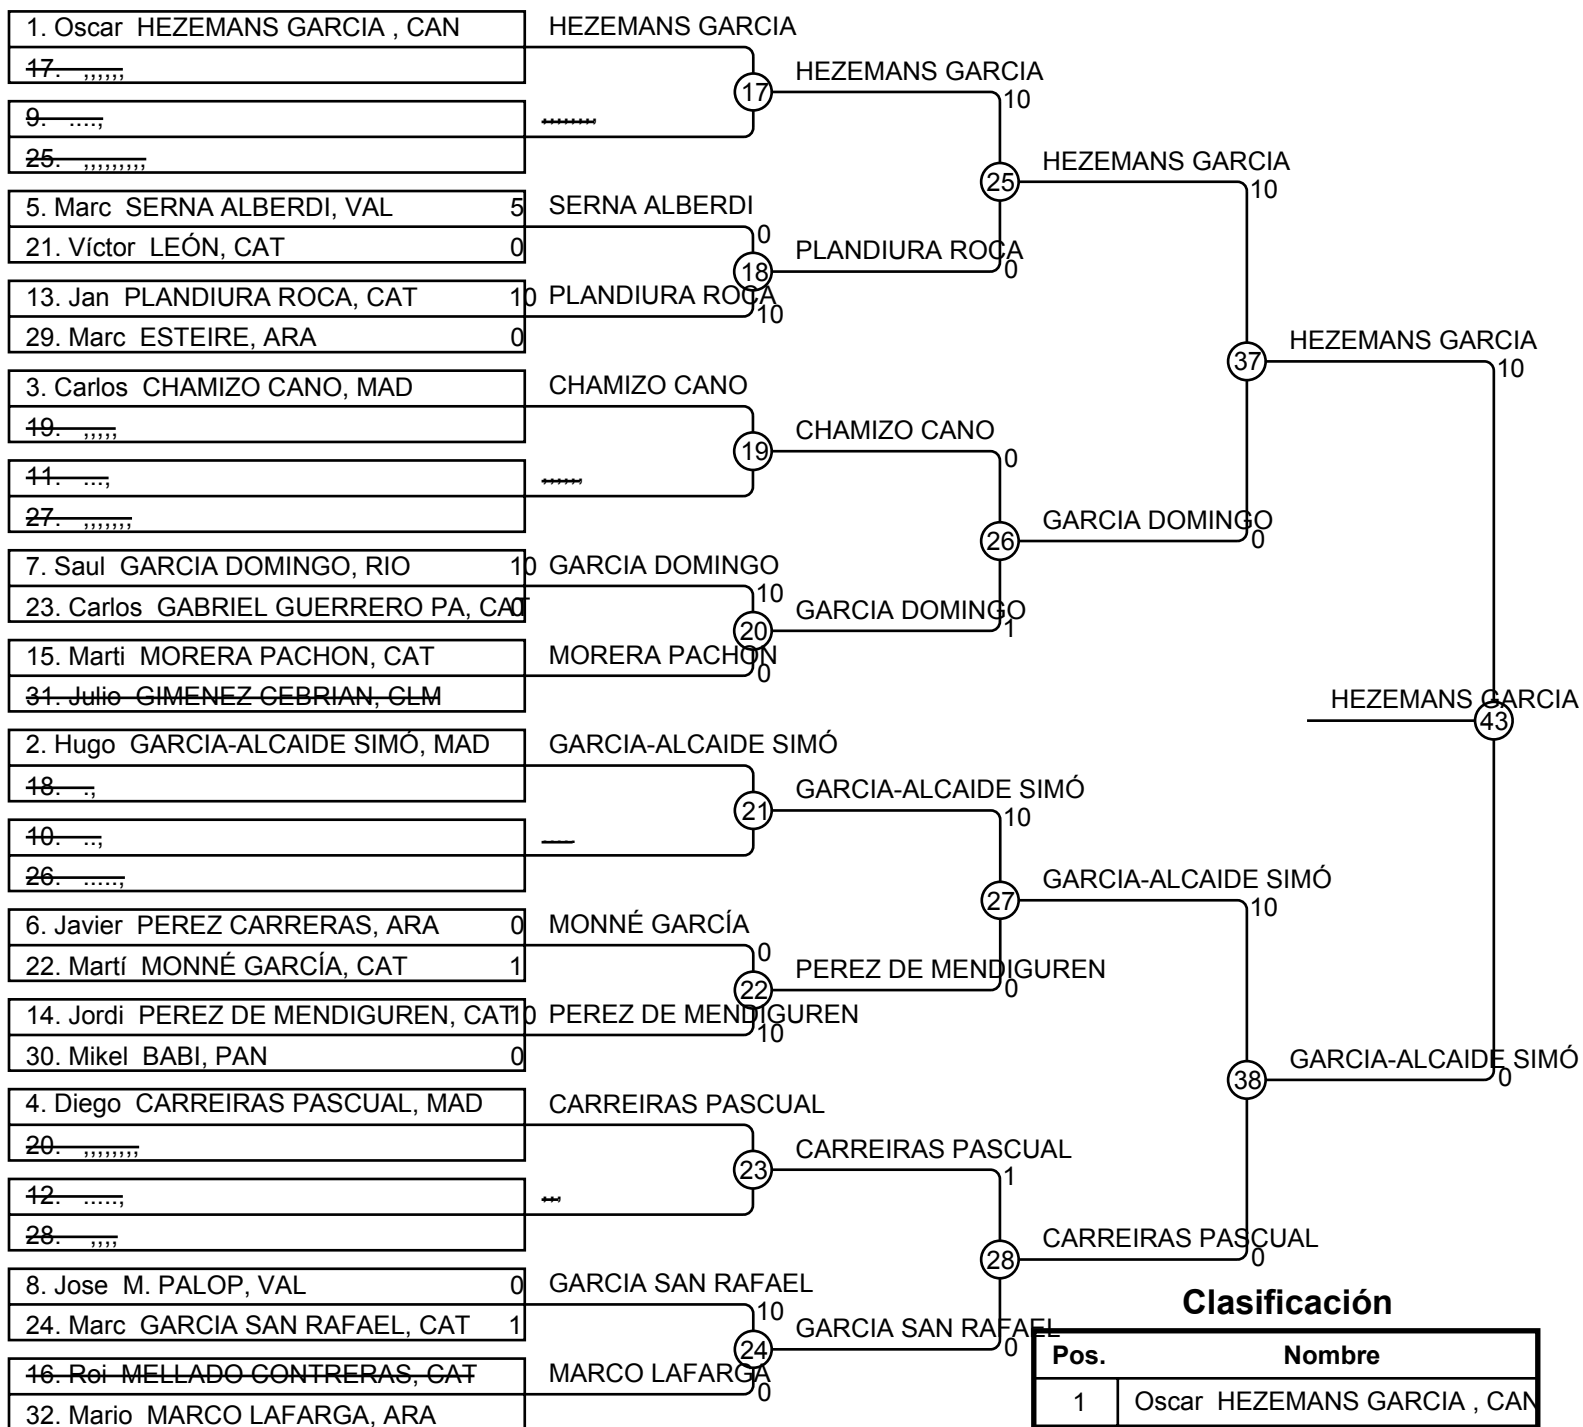 1. Oscar HEZEMANS GARCIA , CAN
17. ,,,,,,
9. ....,
25. ,,,,,,,,,
5. Marc SERNA ALBERDI, VAL 5
21. Víctor LEÓN, CAT 0
13. Jan PLANDIURA ROCA, CAT 10
29. Marc ESTEIRE, ARA 0
3. Carlos CHAMIZO CANO, MAD
19. ,,,,,
11. ...,
27. ,,,,,,,
7. Saul GARCIA DOMINGO, RIO 10
23. Carlos GABRIEL GUERRERO PA, CAT 0
15. Marti MORERA PACHON, CAT
31. Julio GIMENEZ CEBRIAN, CLM
2. Hugo GARCIA-ALCAIDE SIMÓ, MAD
18. .,
10. ..,
26. .....,
6. Javier PEREZ CARRERAS, ARA 0
22. Martí MONNÉ GARCÍA, CAT 1
14. Jordi PEREZ DE MENDIGUREN, CAT 10
30. Mikel BABI, PAN 0
4. Diego CARREIRAS PASCUAL, MAD
20. ,,,,,,,,
12. .....,
28. ,,,,
8. Jose M. PALOP, VAL 0
24. Marc GARCIA SAN RAFAEL, CAT 1
16. Roi MELLADO CONTRERAS, CAT
32. Mario MARCO LAFARGA, ARA
HEZEMANS GARCIA
17
SERNA ALBERDI
0
18
PLANDIURA ROCA
10
CHAMIZO CANO
19
GARCIA DOMINGO
10
20
MORERA PACHON
0
GARCIA-ALCAIDE SIMÓ
21
MONNÉ GARCÍA
0
22
PEREZ DE MENDIGUREN
10
CARREIRAS PASCUAL
23
GARCIA SAN RAFAEL
10
24
MARCO LAFARGA
0
HEZEMANS GARCIA
10
25
PLANDIURA ROCA
0
CHAMIZO CANO
0
26
GARCIA DOMINGO
1
GARCIA-ALCAIDE SIMÓ
10
27
PEREZ DE MENDIGUREN
0
CARREIRAS PASCUAL
1
28
GARCIA SAN RAFAEL
0
HEZEMANS GARCIA
10
37
GARCIA DOMINGO
0
GARCIA-ALCAIDE SIMÓ
10
38
CARREIRAS PASCUAL
0
HEZEMANS GARCIA
10
HEZEMANS GARCIA
43
GARCIA-ALCAIDE SIMÓ
0
Clasificación
Pos. Nombre
1 Oscar HEZEMANS GARCIA , CAN